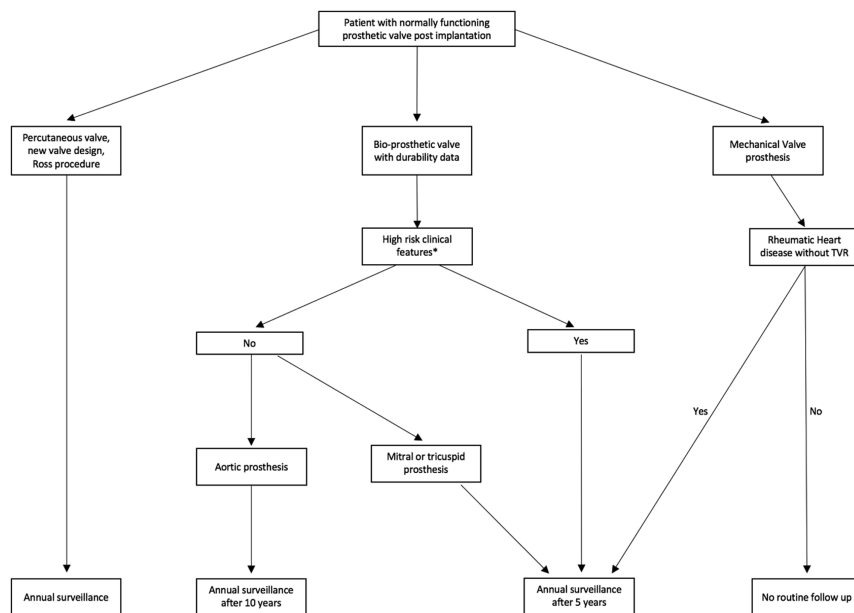 Patient with normally functioning
prosthetic valve post implantation
Percutaneous valve,
new valve design,
Ross procedure
Bio-prosthetic valve
with durability data
Mechanical Valve
prosthesis
High risk clinical
features*
Rheumatic Heart
disease without TVR
No
Yes
Yes
No
Aortic prosthesis
Mitral or tricuspid
prosthesis
Annual surveillance
Annual surveillance
after 10 years
Annual surveillance
after 5 years
No routine follow up